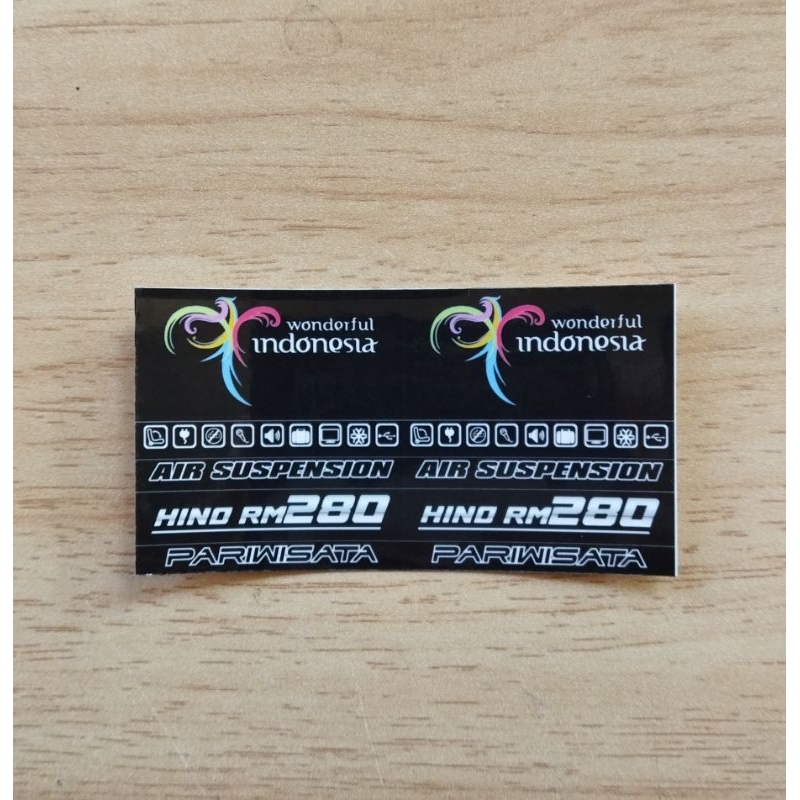 wonderful indonesia wonderful indonesia
AIR SUSPENSION AIR SUSPENSION
HINO RM280 HINO RM280
PARIWISATA PARIWISATA